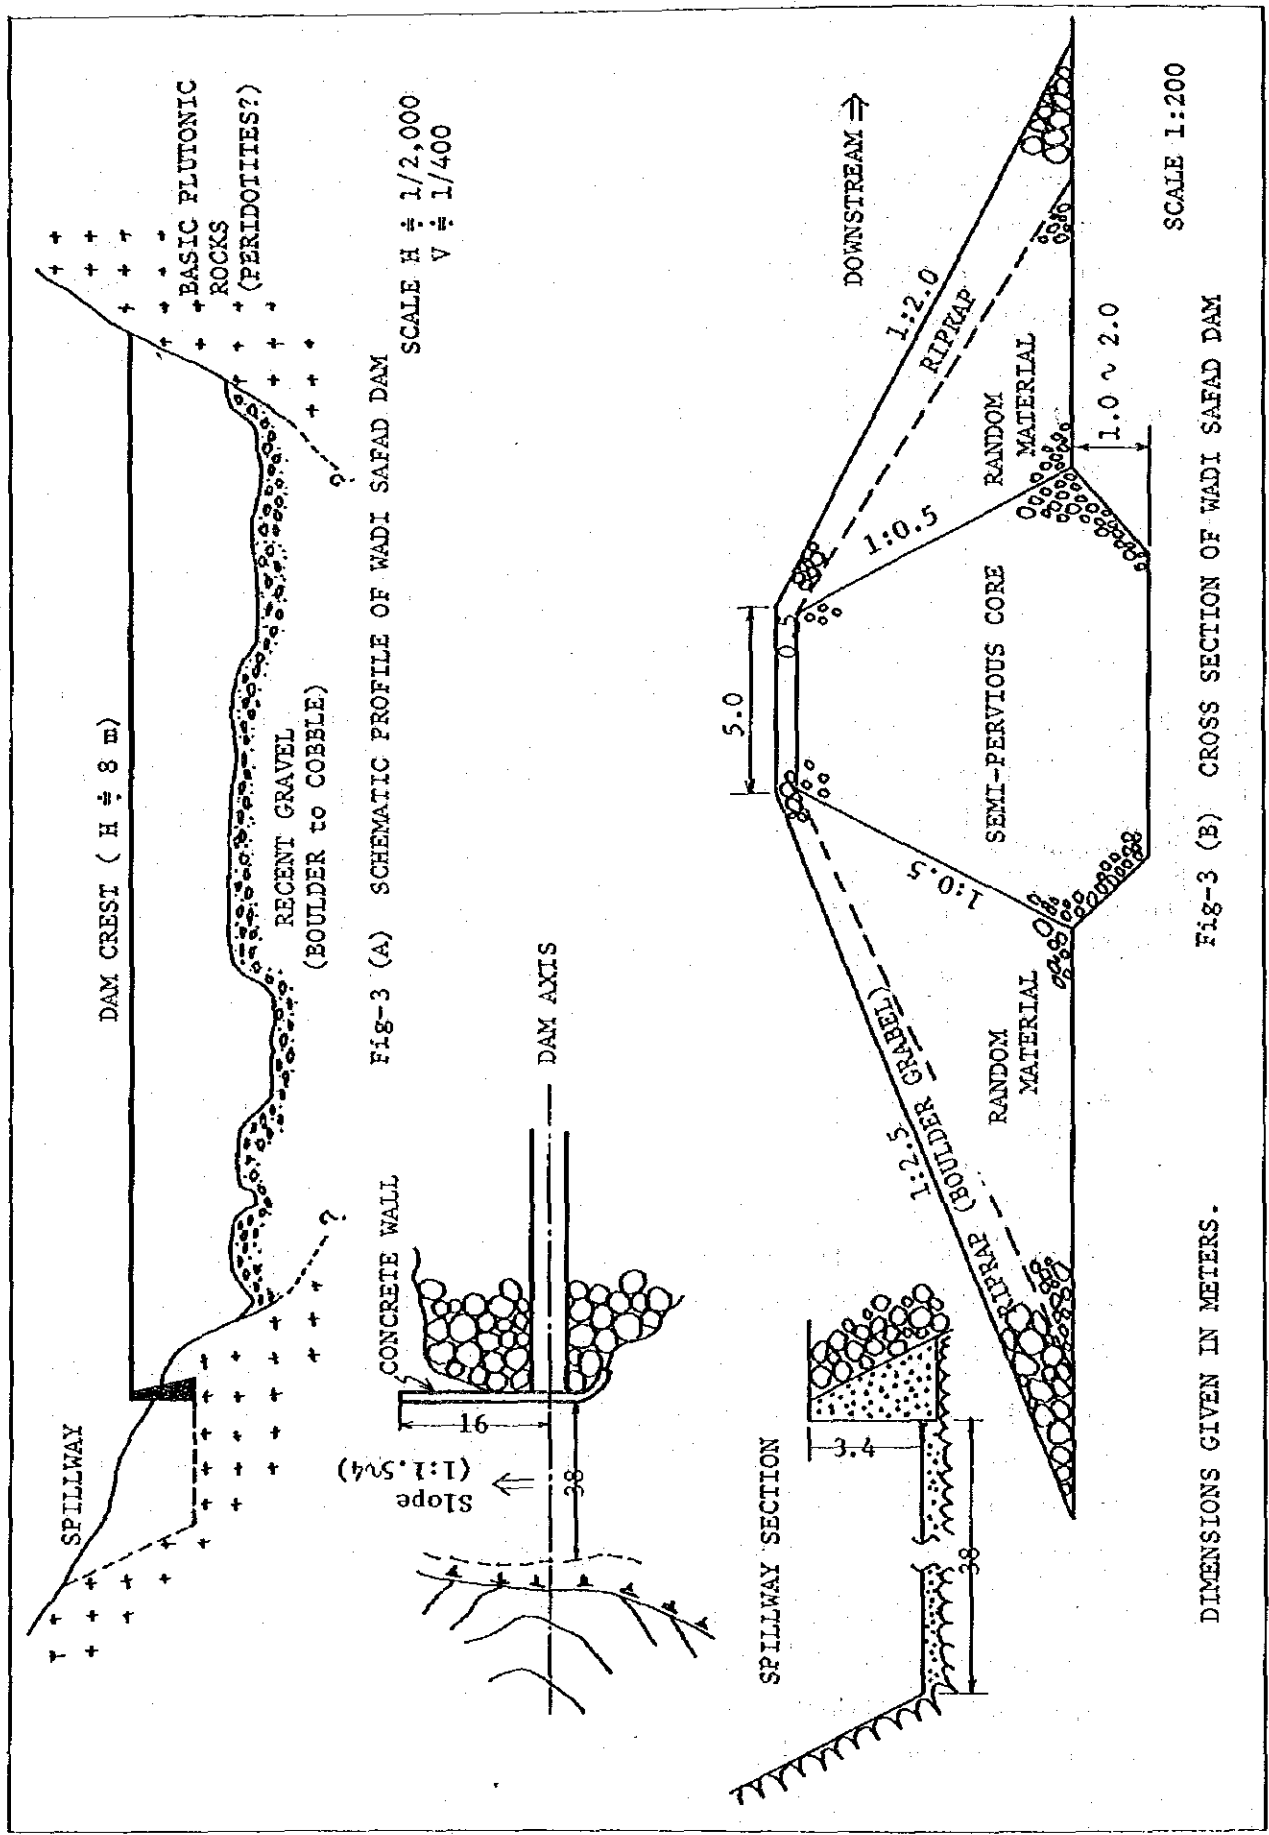 SPILLWAY
DAM CREST ( H ≒ 8 m)
BASIC PLUTONIC
ROCKS
(PERIDOTITES?)
?
?
RECENT GRAVEL
(BOULDER to COBBLE)
Fig-3 (A) SCHEMATIC PROFILE OF WADI SAFAD DAM
SCALE H ≒ 1/2,000
V ≒ 1/400
CONCRETE WALL
16
Slope
(1:1.5~4)
38
DAM AXIS
SPILLWAY SECTION
3.4
38
5.0
0.5
DOWNSTREAM ⇒
1:2.5
RIPRAP (BOULDER GRABEL)
1:0.5
1:0.5
1:2.0
RIPRAP
RANDOM
MATERIAL
SEMI-PERVIOUS CORE
RANDOM
MATERIAL
1.0 ~ 2.0
SCALE 1:200
DIMENSIONS GIVEN IN METERS.
Fig-3 (B) CROSS SECTION OF WADI SAFAD DAM